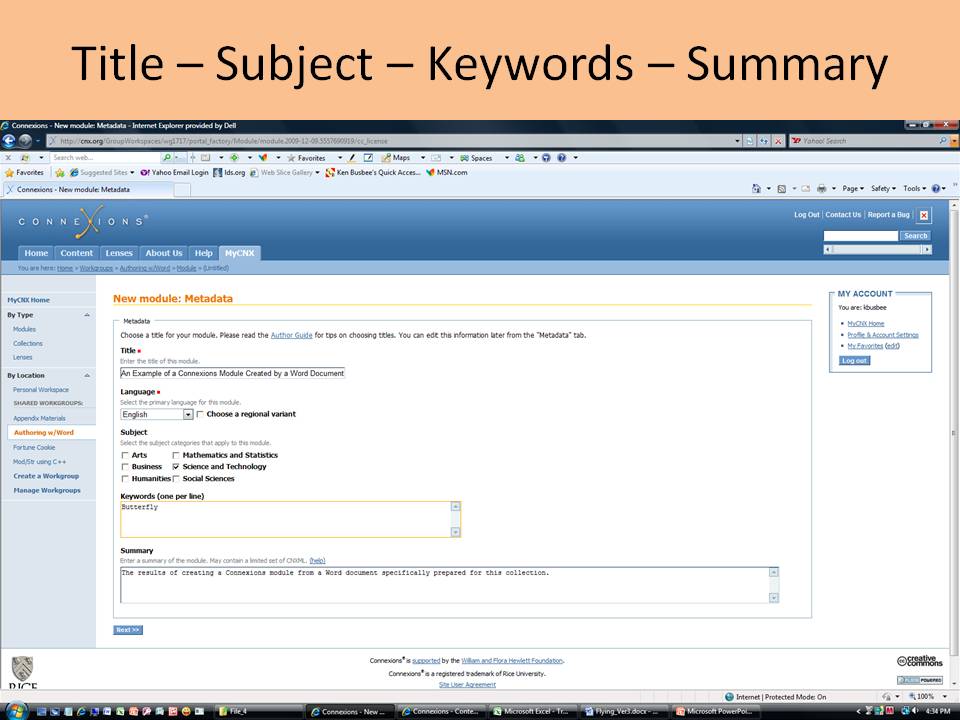 Title – Subject – Keywords – Summary
Connexions - New module: Metadata - Internet Explorer provided by Dell
http://cnx.org/GroupWorkspaces/wg1717/portal_factory/Module/module.2009-12-09.5557690919/cc_license
Yahoo! Search
Search web...
Favorites
Maps
Spaces
Favorites
Suggested Sites
Yahoo Email Login
lds.org
Web Slice Gallery
Ken Busbee's Quick Acces...
MSN.com
Connexions - New module: Metadata
Page
Safety
Tools
CONNEXIONS®
Log Out | Contact Us | Report a Bug
Search
Home
Content
Lenses
About Us
Help
MyCNX
You are here: Home » Workgroups » Authoring w/Word » Module » (Untitled)
MyCNX Home
By Type
Modules
Collections
Lenses
By Location
Personal Workspace
SHARED WORKGROUPS:
Appendix Materials
Authoring w/Word
Fortune Cookie
Mod/Str using C++
Create a Workgroup
Manage Workgroups
New module: Metadata
Metadata
Choose a title for your module. Please read the Author Guide for tips on choosing titles. You can edit this information later from the "Metadata" tab.
Title
Enter the title of this module.
An Example of a Connexions Module Created by a Word Document
Language
Select the primary language for this module.
English
Choose a regional variant
Subject
Select the subject categories that apply to this module.
Arts
Mathematics and Statistics
Business
Science and Technology
Humanities
Social Sciences
Keywords (one per line)
Butterfly
Summary
Enter a summary of the module. May contain a limited set of CNXML. (help)
The results of creating a Connexions module from a Word document specifically prepared for this collection.
Next >>
MY ACCOUNT
You are: kbusbee
MyCNX Home
Profile & Account Settings
My Favorites (edit)
Log out
RICE
Connexions® is supported by the William and Flora Hewlett Foundation.
Connexions® is a registered trademark of Rice University.
Site User Agreement
creative commons
POWERED
Internet | Protected Mode: On
100%
File_4
Connexions - New ...
Connexions - Conte...
Microsoft Excel - Tr...
Flying_Ver3.docx - ...
Microsoft PowerPoi...
4:34 PM